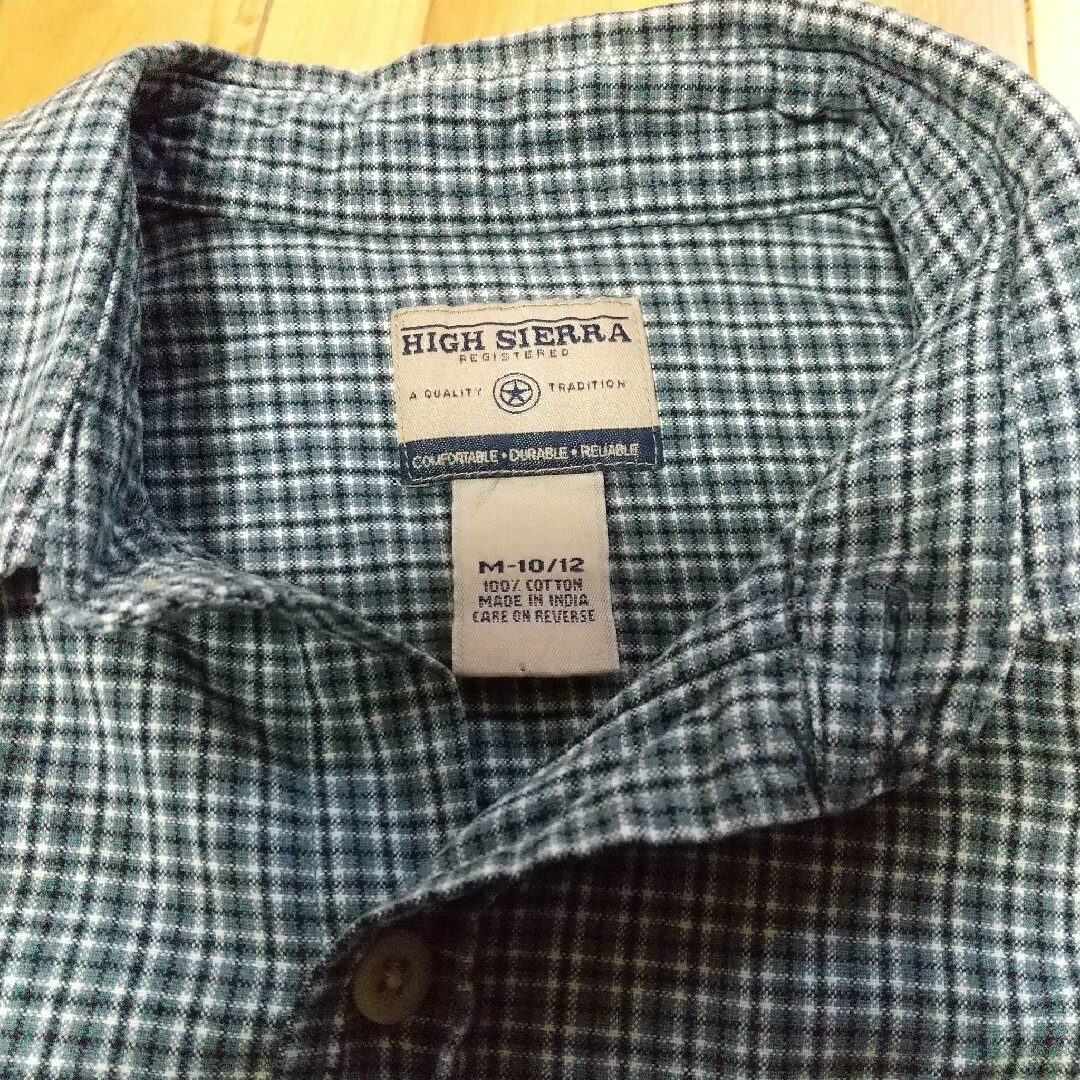 HIGH SIERRA
REGISTERED
A QUALITY TRADITION
COMFORTABLE • DURABLE • RELIABLE
M-10/12
100% COTTON
MADE IN INDIA
CARE ON REVERSE